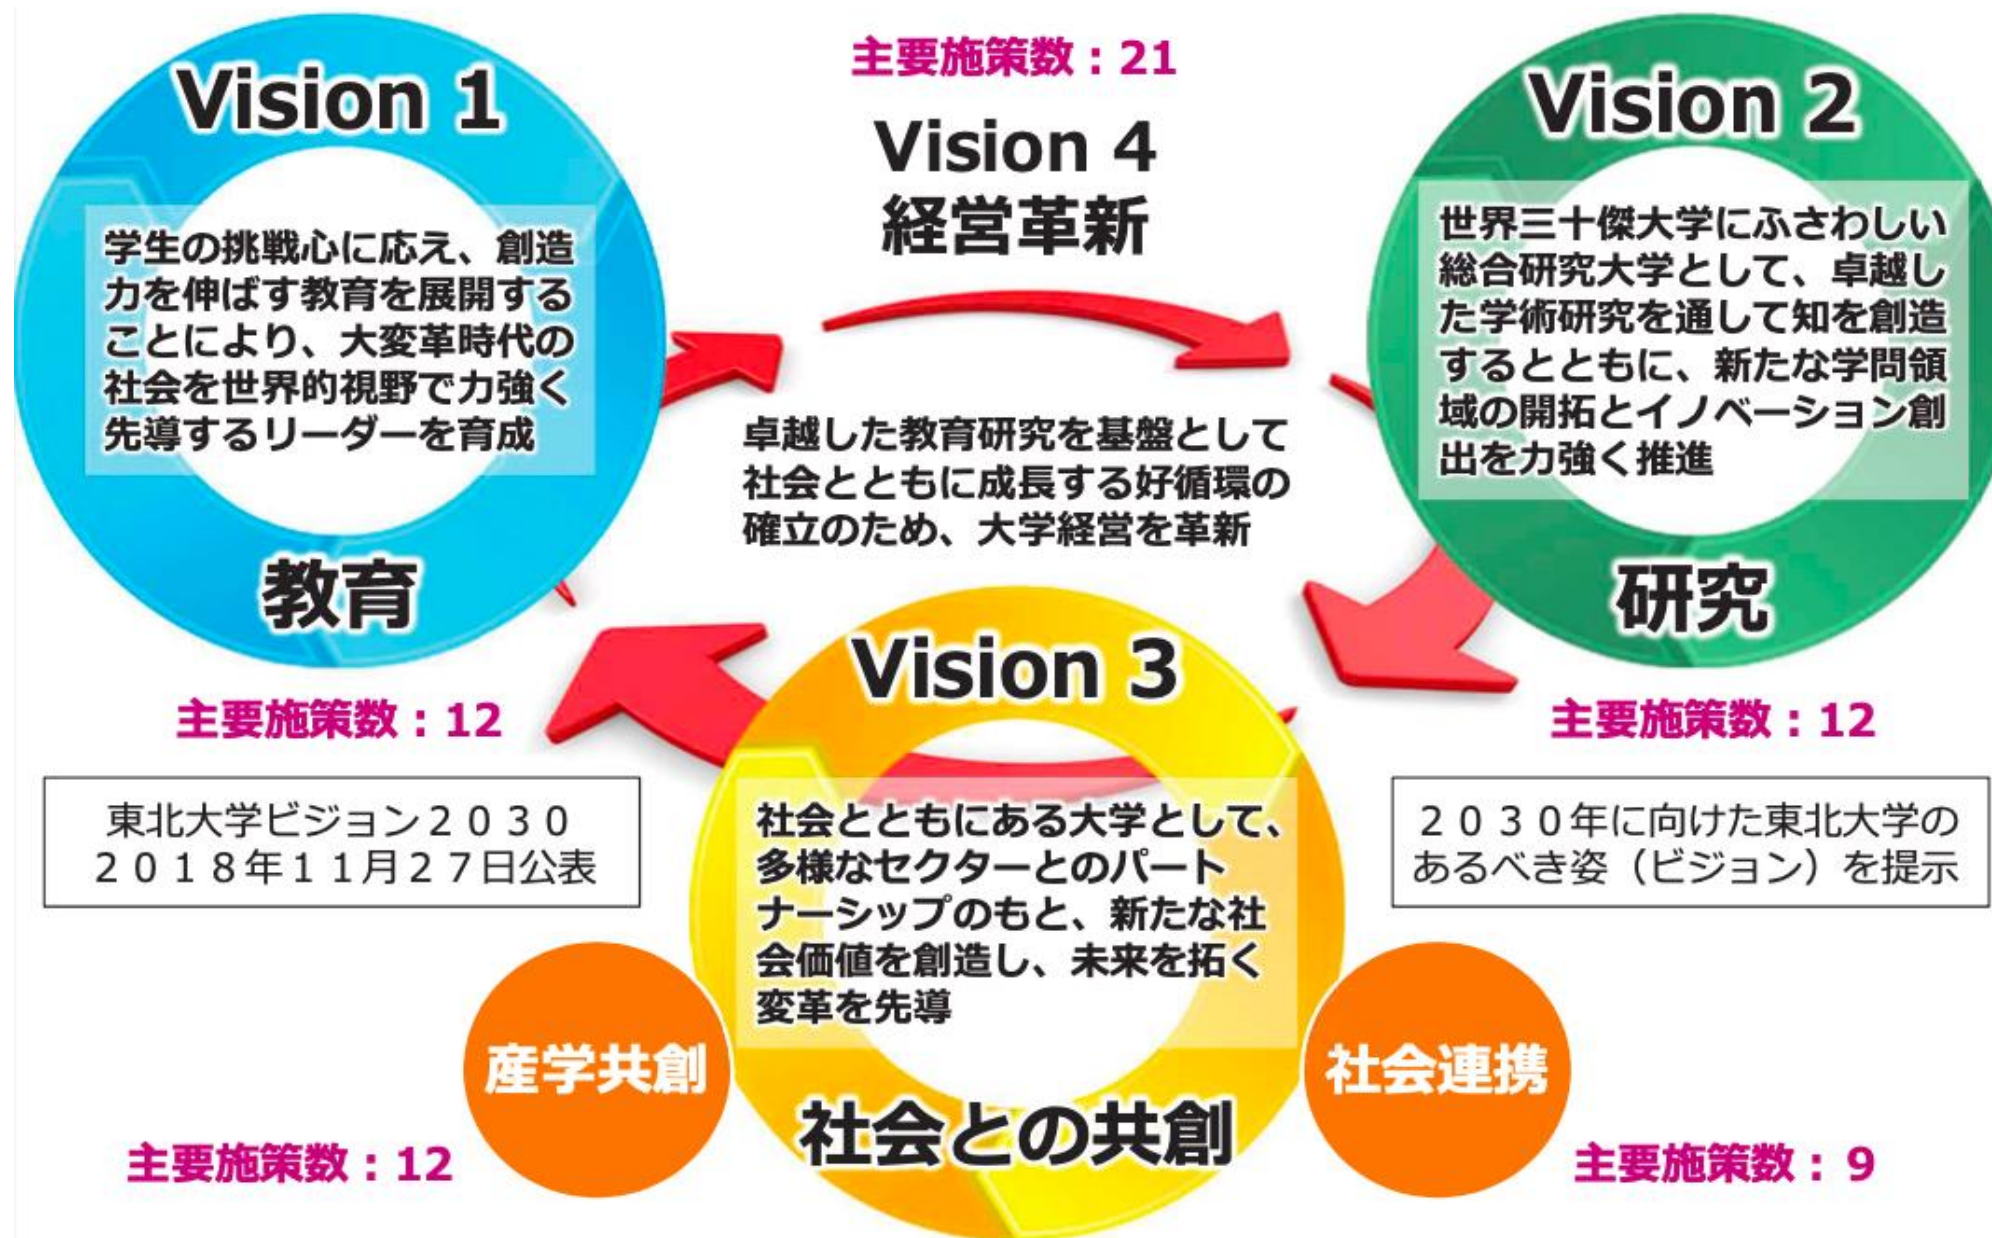 Vision 1
学生の挑戦心に応え、創造
力を伸ばす教育を展開する
ことにより、大変革時代の
社会を世界的視野で力強く
先導するリーダーを育成
教育
主要施策数：12
主要施策数：21
Vision 4
経営革新
卓越した教育研究を基盤として
社会とともに成長する好循環の
確立のため、大学経営を革新
Vision 2
世界三十傑大学にふさわしい
総合研究大学として、卓越し
た学術研究を通して知を創造
するとともに、新たな学問領
域の開拓とイノベーション創
出を力強く推進
研究
主要施策数：12
東北大学ビジョン２０３０
２０１８年１１月２７日公表
２０３０年に向けた東北大学の
あるべき姿（ビジョン）を提示
Vision 3
社会とともにある大学として、
多様なセクターとのパート
ナーシップのもと、新たな社
会価値を創造し、未来を拓く
変革を先導
社会との共創
産学共創
主要施策数：12
社会連携
主要施策数：9